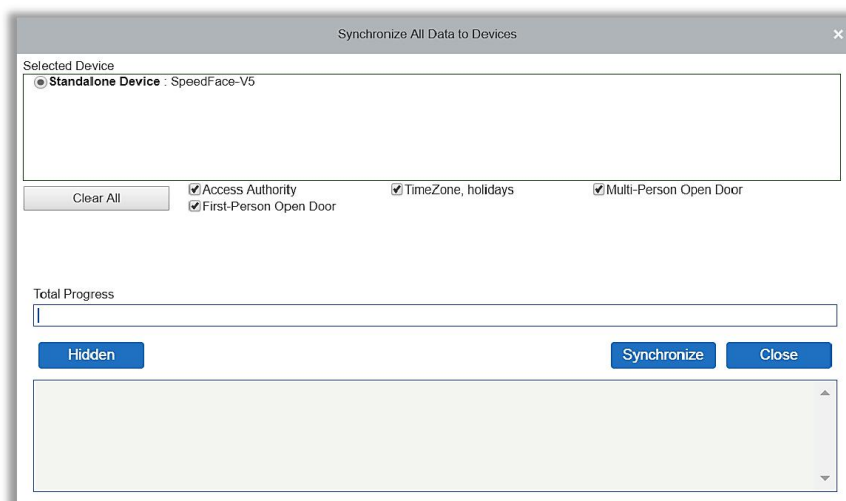 Synchronize All Data to Devices
Selected Device
Standalone Device : SpeedFace-V5
Clear All
Access Authority
TimeZone, holidays
Multi-Person Open Door
First-Person Open Door
Total Progress
Hidden
Synchronize
Close